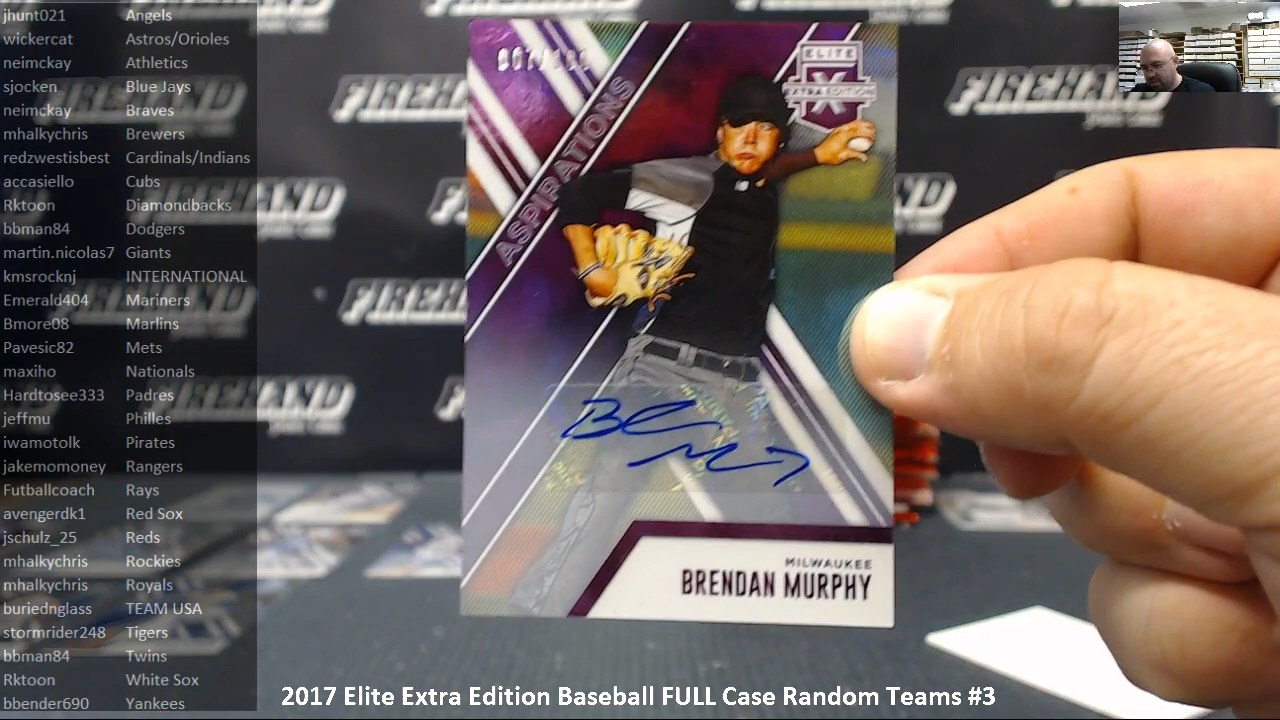 jhunt021 Angels
wickercat Astros/Orioles
neimckay Athletics
sjocken Blue Jays
neimckay Braves
mhalkychris Brewers
redzwestisbest Cardinals/Indians
accasiello Cubs
Rktoon Diamondbacks
bbman84 Dodgers
martin.nicolas7 Giants
kmsrocknj INTERNATIONAL
Emerald404 Mariners
Bmore08 Marlins
Pavesic82 Mets
maxiho Nationals
Hardtosee333 Padres
jeffmu Philles
iwamotolk Pirates
jakemomoney Rangers
Futballcoach Rays
avengerdk1 Red Sox
jschulz_25 Reds
mhalkychris Rockies
mhalkychris Royals
buriednglass TEAM USA
stormrider248 Tigers
bbman84 Twins
Rktoon White Sox
bbender690 Yankees
FIREHAND
FIREHAND
FIREHAND
ELITE
X
EXTRA EDITION
ASPIRATIONS
MILWAUKEE
BRENDAN MURPHY
2017 Elite Extra Edition Baseball FULL Case Random Teams #3